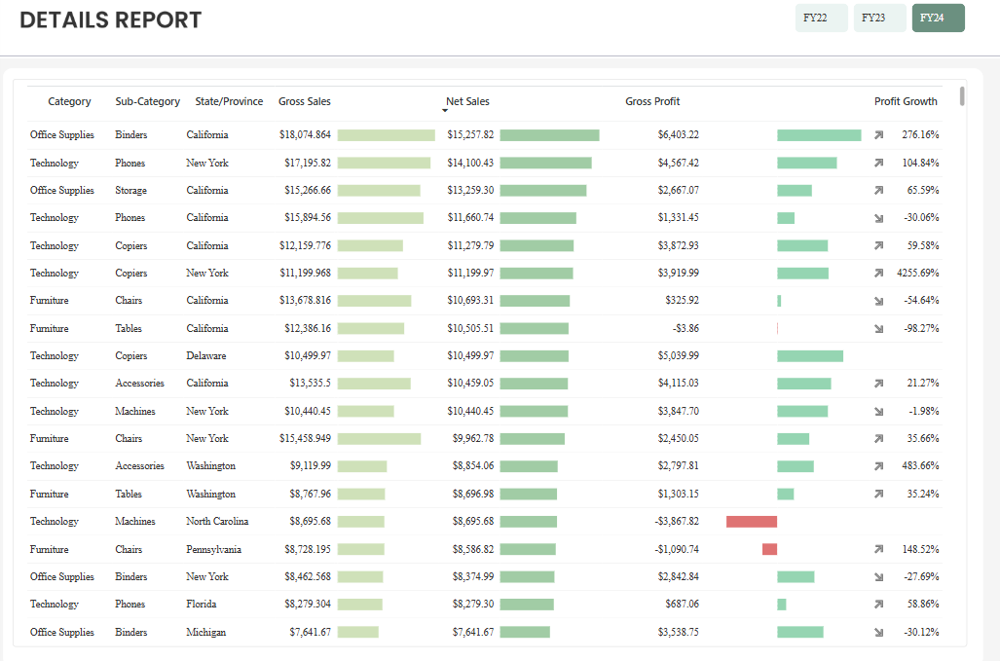 DETAILS REPORT FY22 FY23 FY24
Category Sub-Category State/Province Gross Sales Net Sales Gross Profit Profit Growth
Office Supplies Binders California $18,074.864 $15,257.82 $6,403.22 276.16%
Technology Phones New York $17,195.82 $14,100.43 $4,567.42 104.84%
Office Supplies Storage California $15,266.66 $13,259.30 $2,667.07 65.59%
Technology Phones California $15,894.56 $11,660.74 $1,331.45 -30.06%
Technology Copiers California $12,159.776 $11,279.79 $3,872.93 59.58%
Technology Copiers New York $11,199.968 $11,199.97 $3,919.99 4255.69%
Furniture Chairs California $13,678.816 $10,693.31 $325.92 -54.64%
Furniture Tables California $12,386.16 $10,505.51 -$3.86 -98.27%
Technology Copiers Delaware $10,499.97 $10,499.97 $5,039.99
Technology Accessories California $13,535.5 $10,459.05 $4,115.03 21.27%
Technology Machines New York $10,440.45 $10,440.45 $3,847.70 -1.98%
Furniture Chairs New York $15,458.949 $9,962.78 $2,450.05 35.66%
Technology Accessories Washington $9,119.99 $8,854.06 $2,797.81 483.66%
Furniture Tables Washington $8,767.96 $8,696.98 $1,303.15 35.24%
Technology Machines North Carolina $8,695.68 $8,695.68 -$3,867.82
Furniture Chairs Pennsylvania $8,728.195 $8,586.82 -$1,090.74 148.52%
Office Supplies Binders New York $8,462.568 $8,374.99 $2,842.84 -27.69%
Technology Phones Florida $8,279.304 $8,279.30 $687.06 58.86%
Office Supplies Binders Michigan $7,641.67 $7,641.67 $3,538.75 -30.12%